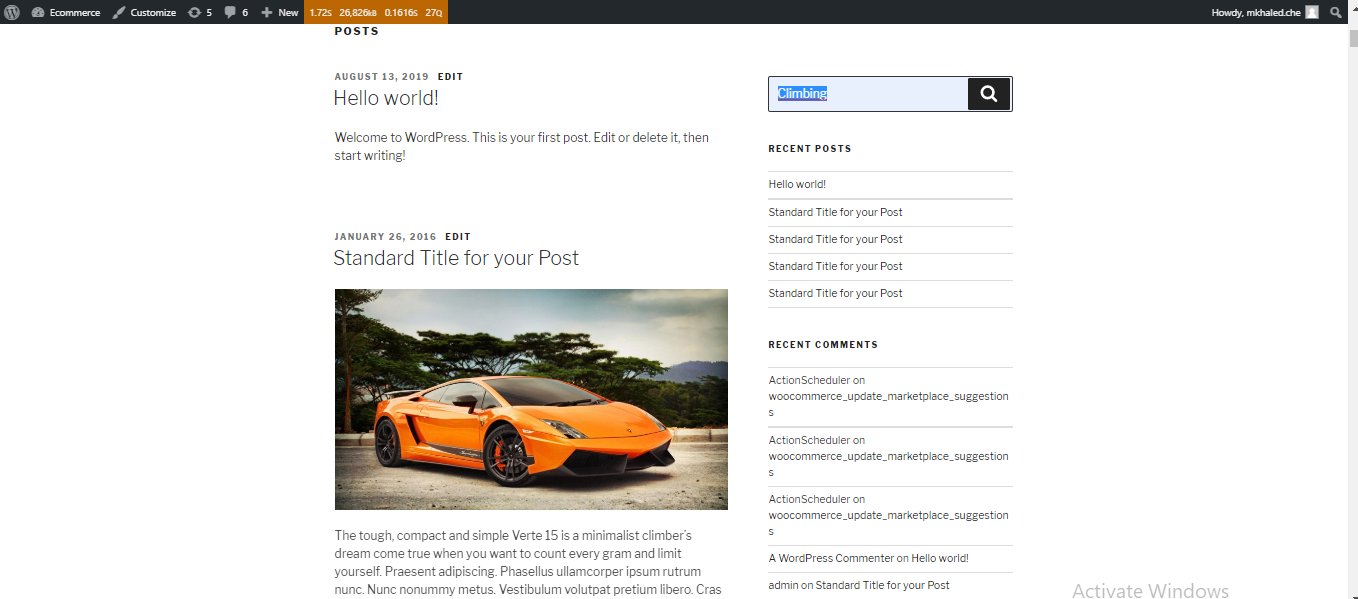 Ecommerce Customize 5 6 New 1.72s 26,826kB 0.1616s 27Q Howdy, mkhaled.che
POSTS
AUGUST 13, 2019 EDIT
Hello world!
Welcome to WordPress. This is your first post. Edit or delete it, then
start writing!
JANUARY 26, 2016 EDIT
Standard Title for your Post
The tough, compact and simple Verte 15 is a minimalist climber's
dream come true when you want to count every gram and limit
yourself. Praesent adipiscing. Phasellus ullamcorper ipsum rutrum
nunc. Nunc nonummy metus. Vestibulum volutpat pretium libero. Cras
Climbing
RECENT POSTS
Hello world!
Standard Title for your Post
Standard Title for your Post
Standard Title for your Post
Standard Title for your Post
RECENT COMMENTS
ActionScheduler on
woocommerce_update_marketplace_suggestion
s
ActionScheduler on
woocommerce_update_marketplace_suggestion
s
ActionScheduler on
woocommerce_update_marketplace_suggestion
s
A WordPress Commenter on Hello world!
admin on Standard Title for your Post
Activate Windows